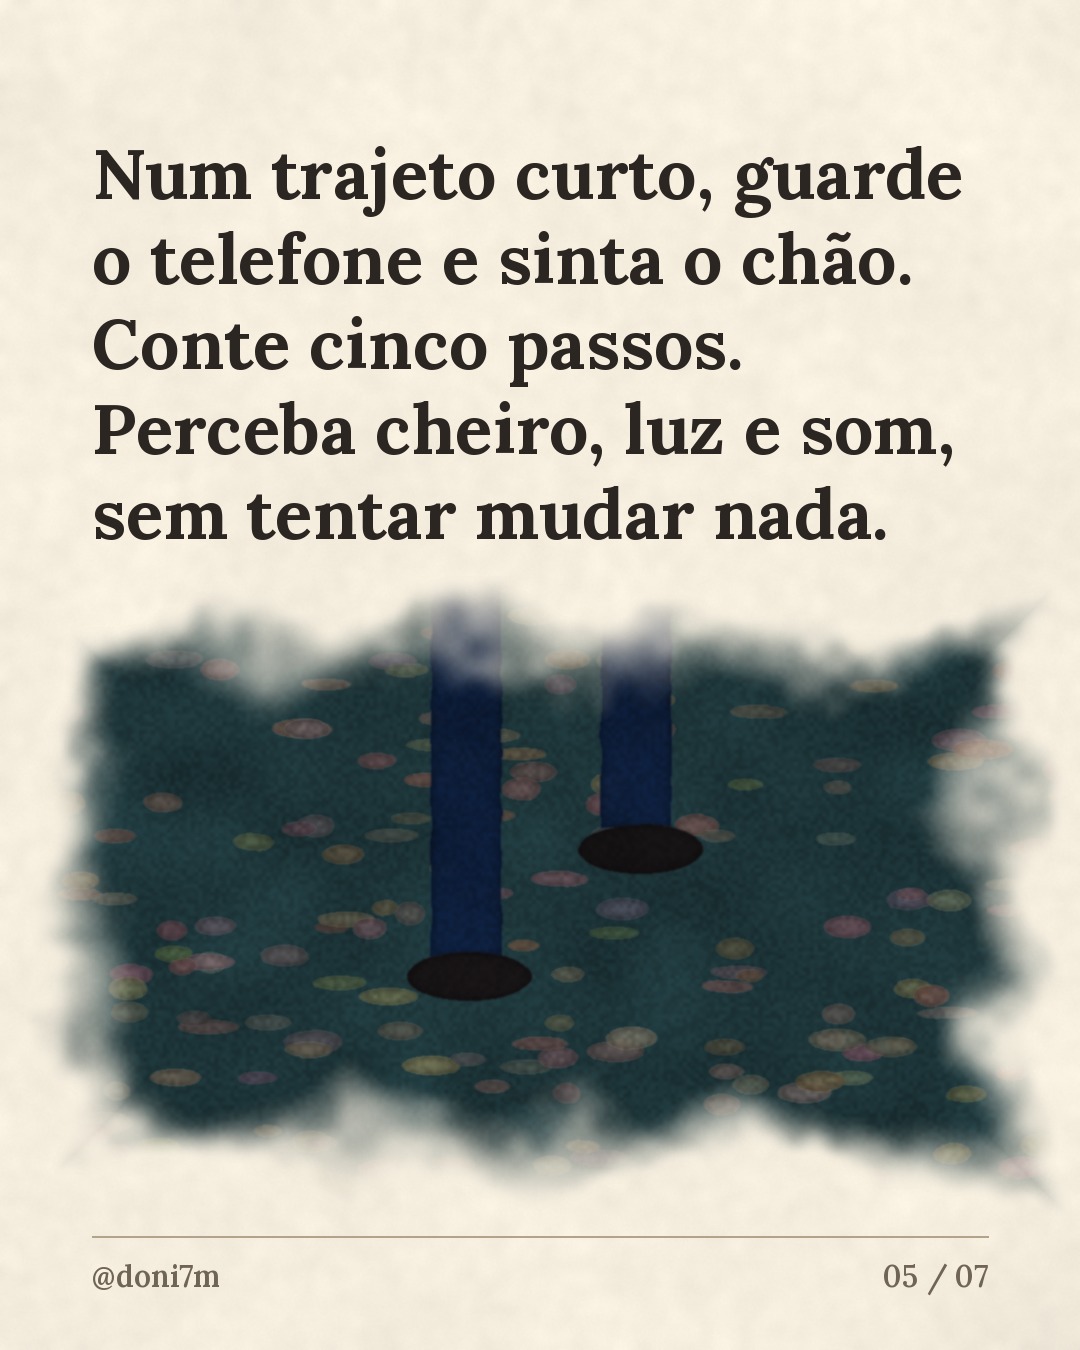 Num trajeto curto, guarde
o telefone e sinta o chão.
Conte cinco passos.
Perceba cheiro, luz e som,
sem tentar mudar nada.
@doni7m
05 / 07